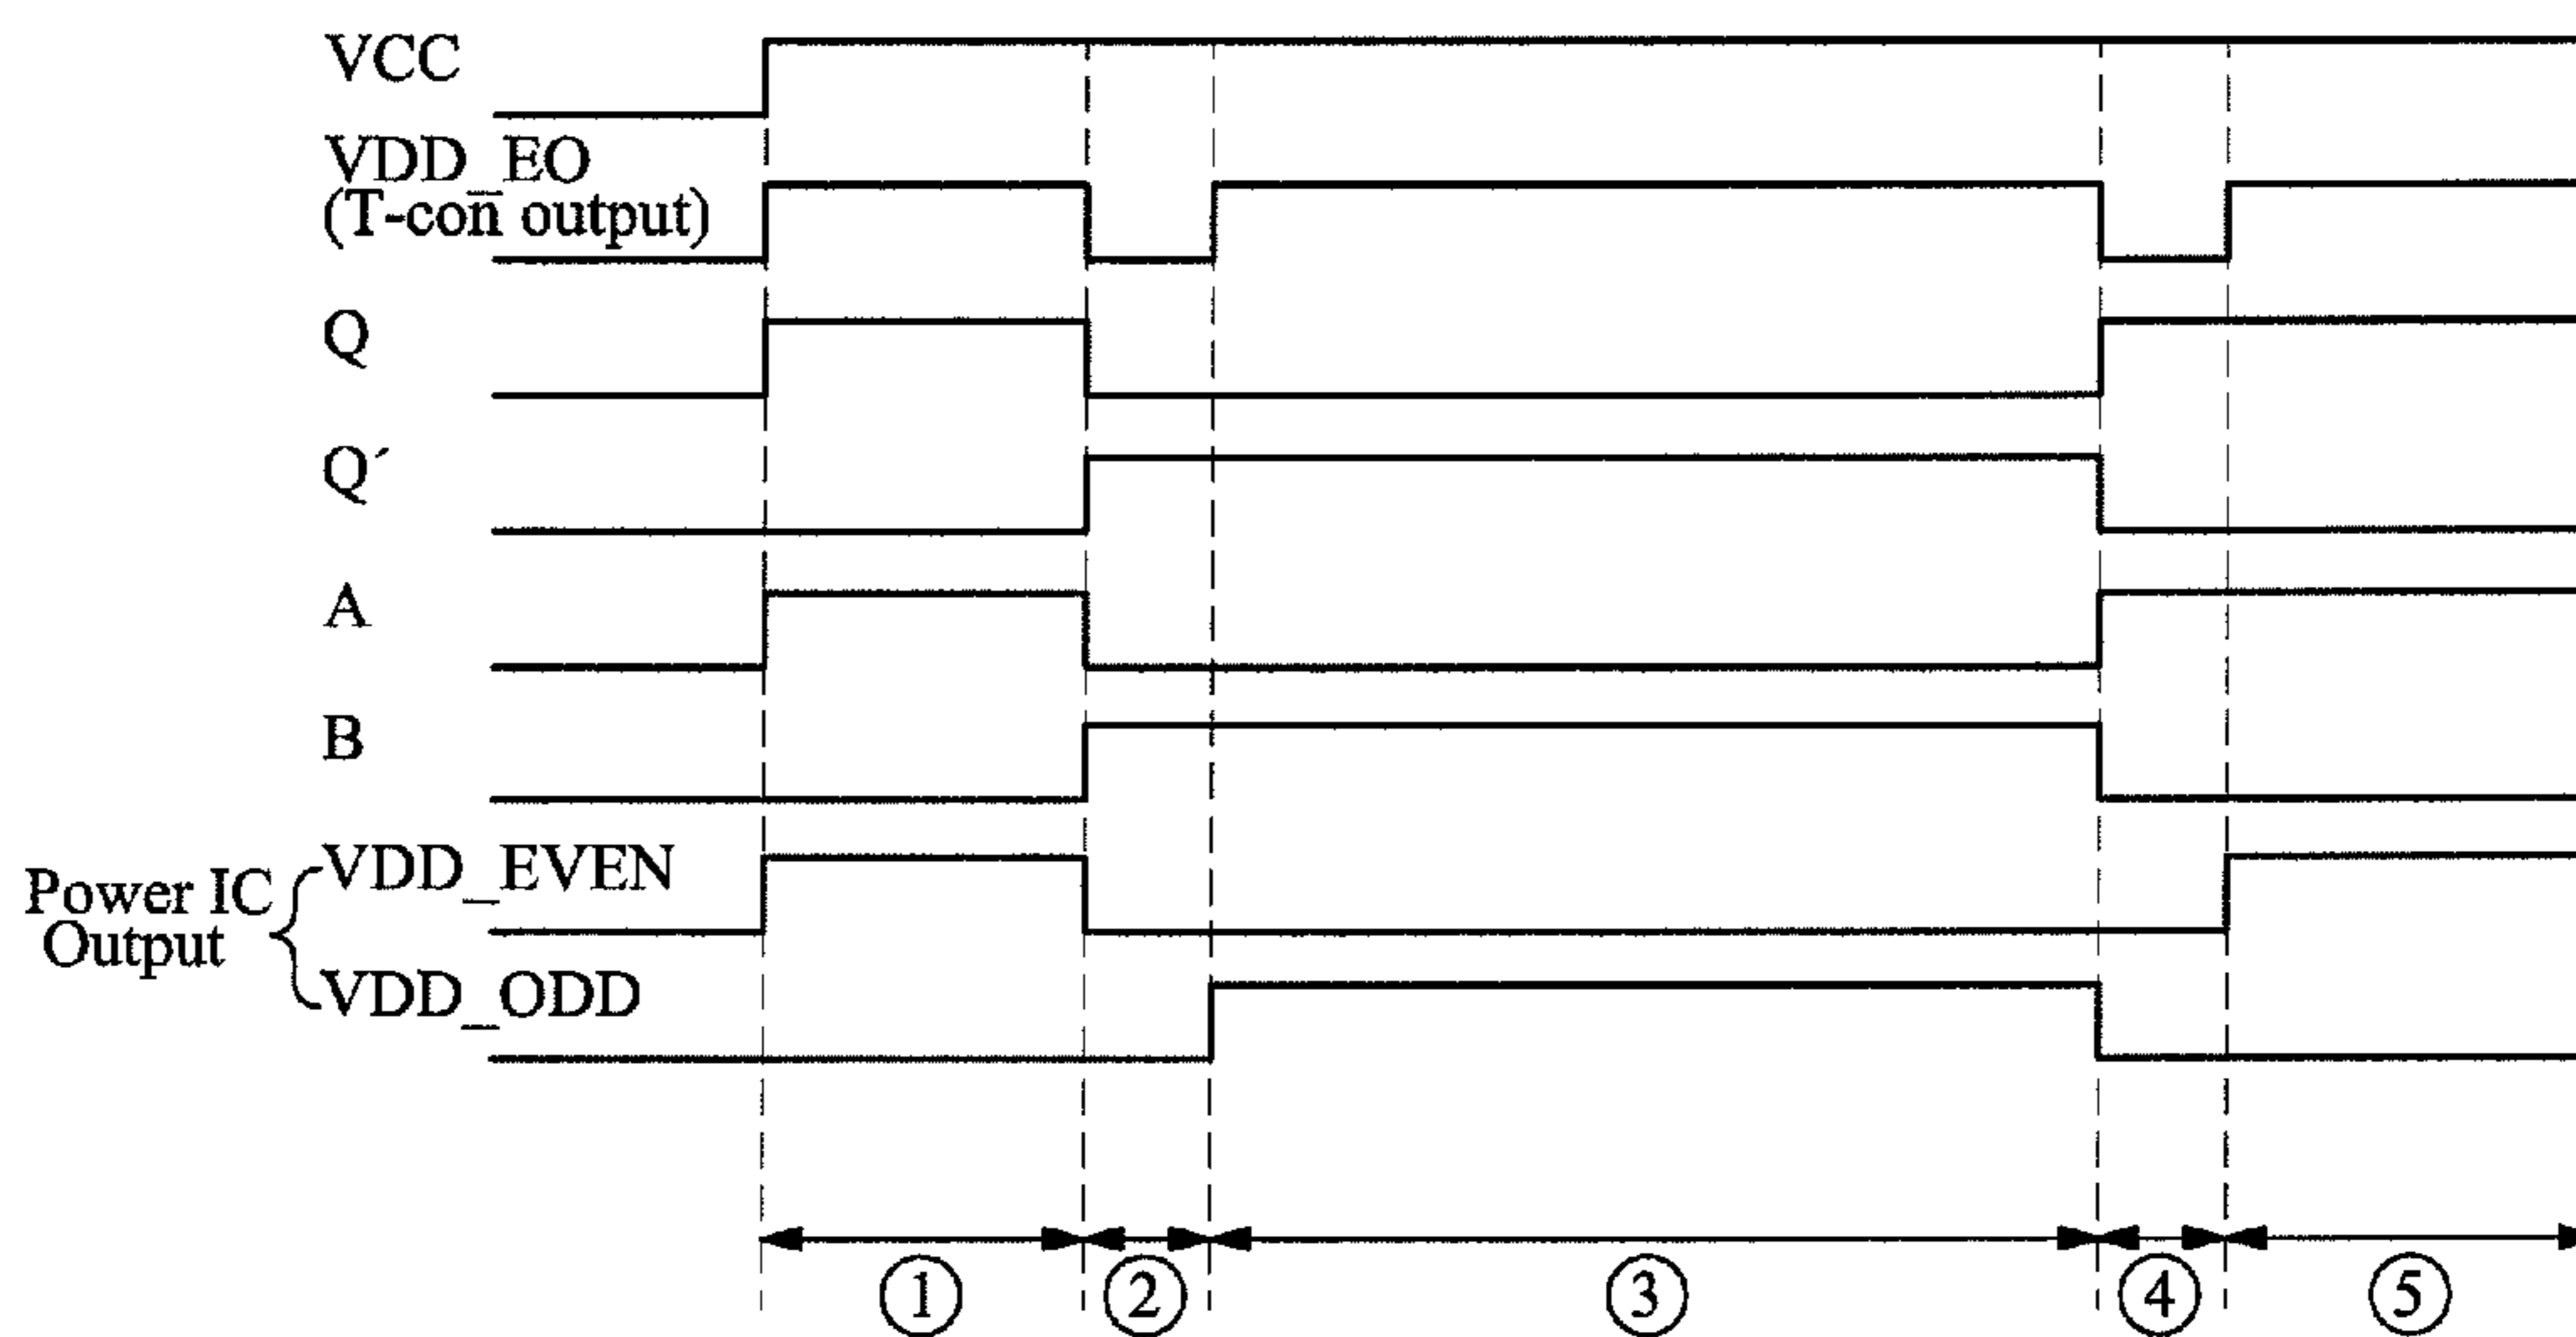 VCC
VDD_EO
(T-con output)
Q
Q´
A
B
Power IC
Output
VDD_EVEN
VDD_ODD
① ② ③ ④ ⑤